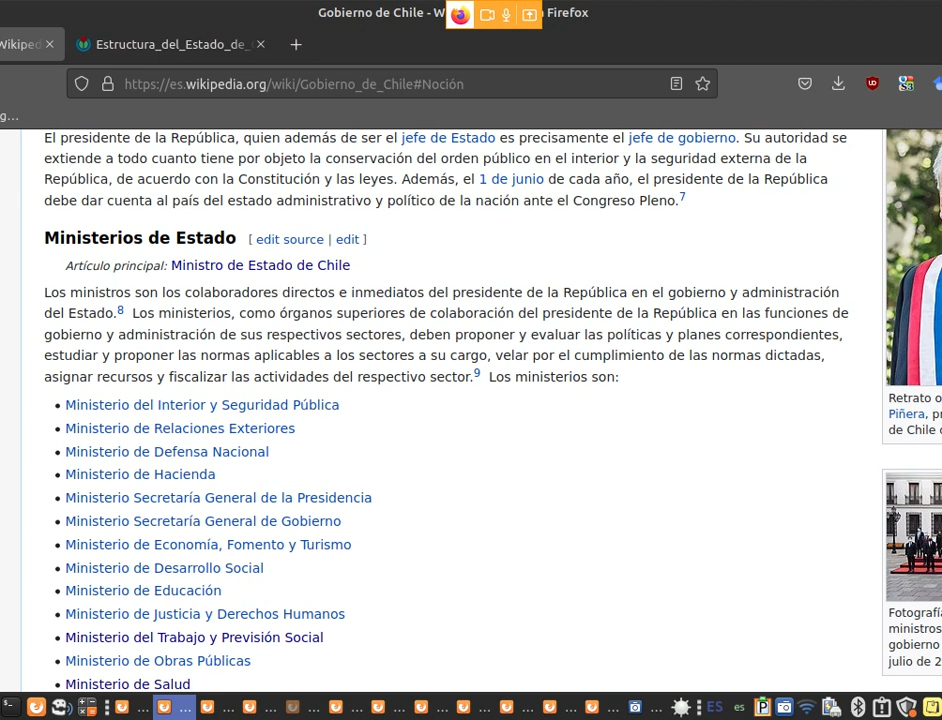 Gobierno de Chile - W
Firefox
Wikiped
Estructura_del_Estado_de_
https://es.wikipedia.org/wiki/Gobierno_de_Chile#Noción
g...
El presidente de la República, quien además de ser el jefe de Estado es precisamente el jefe de gobierno. Su autoridad se
extiende a todo cuanto tiene por objeto la conservación del orden público en el interior y la seguridad externa de la
República, de acuerdo con la Constitución y las leyes. Además, el 1 de junio de cada año, el presidente de la República
debe dar cuenta al país del estado administrativo y político de la nación ante el Congreso Pleno.7
Ministerios de Estado [ edit source | edit ]
Artículo principal: Ministro de Estado de Chile
Los ministros son los colaboradores directos e inmediatos del presidente de la República en el gobierno y administración
del Estado.8 Los ministerios, como órganos superiores de colaboración del presidente de la República en las funciones de
gobierno y administración de sus respectivos sectores, deben proponer y evaluar las políticas y planes correspondientes,
estudiar y proponer las normas aplicables a los sectores a su cargo, velar por el cumplimiento de las normas dictadas,
asignar recursos y fiscalizar las actividades del respectivo sector.9 Los ministerios son:
• Ministerio del Interior y Seguridad Pública
• Ministerio de Relaciones Exteriores
• Ministerio de Defensa Nacional
• Ministerio de Hacienda
• Ministerio Secretaría General de la Presidencia
• Ministerio Secretaría General de Gobierno
• Ministerio de Economía, Fomento y Turismo
• Ministerio de Desarrollo Social
• Ministerio de Educación
• Ministerio de Justicia y Derechos Humanos
• Ministerio del Trabajo y Previsión Social
• Ministerio de Obras Públicas
• Ministerio de Salud
Retrato o
Piñera, p
de Chile
Fotografí
ministros
gobierno
julio de 2
ES
es